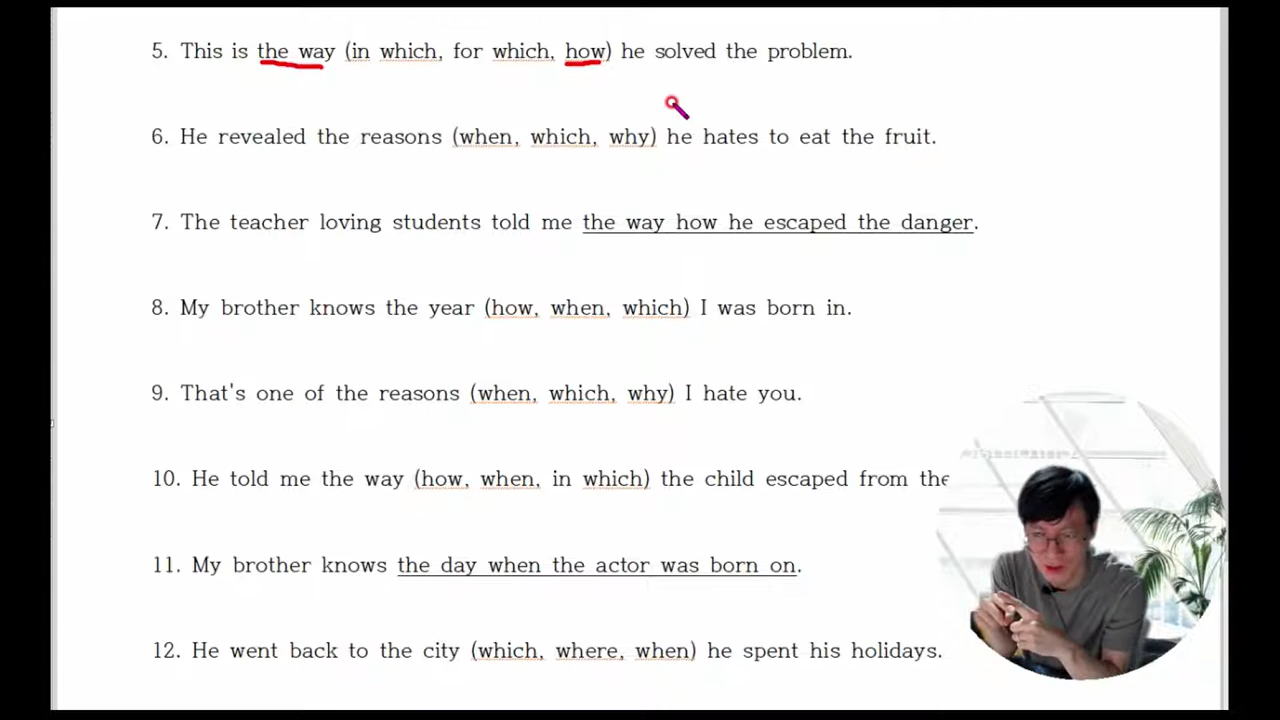 5. This is the way (in which, for which, how) he solved the problem.
6. He revealed the reasons (when, which, why) he hates to eat the fruit.
7. The teacher loving students told me the way how he escaped the danger.
8. My brother knows the year (how, when, which) I was born in.
9. That's one of the reasons (when, which, why) I hate you.
10. He told me the way (how, when, in which) the child escaped from the
11. My brother knows the day when the actor was born on.
12. He went back to the city (which, where, when) he spent his holidays.